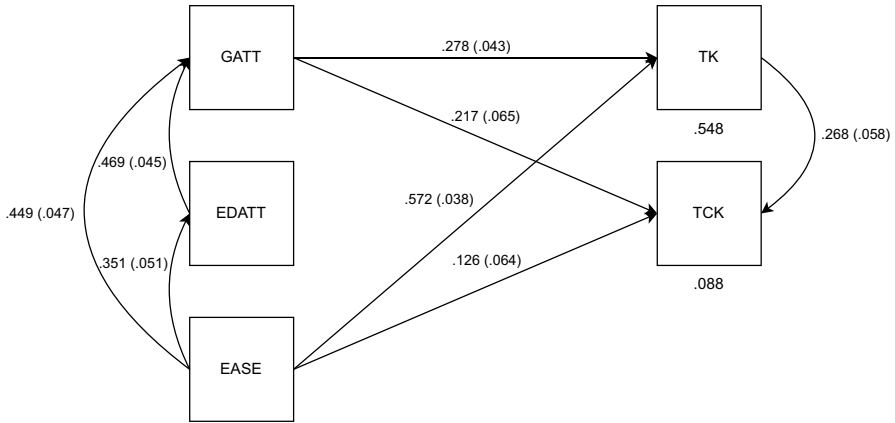 GATT
.278 (.043)
TK
.217 (.065)
.548
.268 (.058)
.469 (.045)
.572 (.038)
.449 (.047)
EDATT
TCK
.351 (.051)
.126 (.064)
.088
EASE